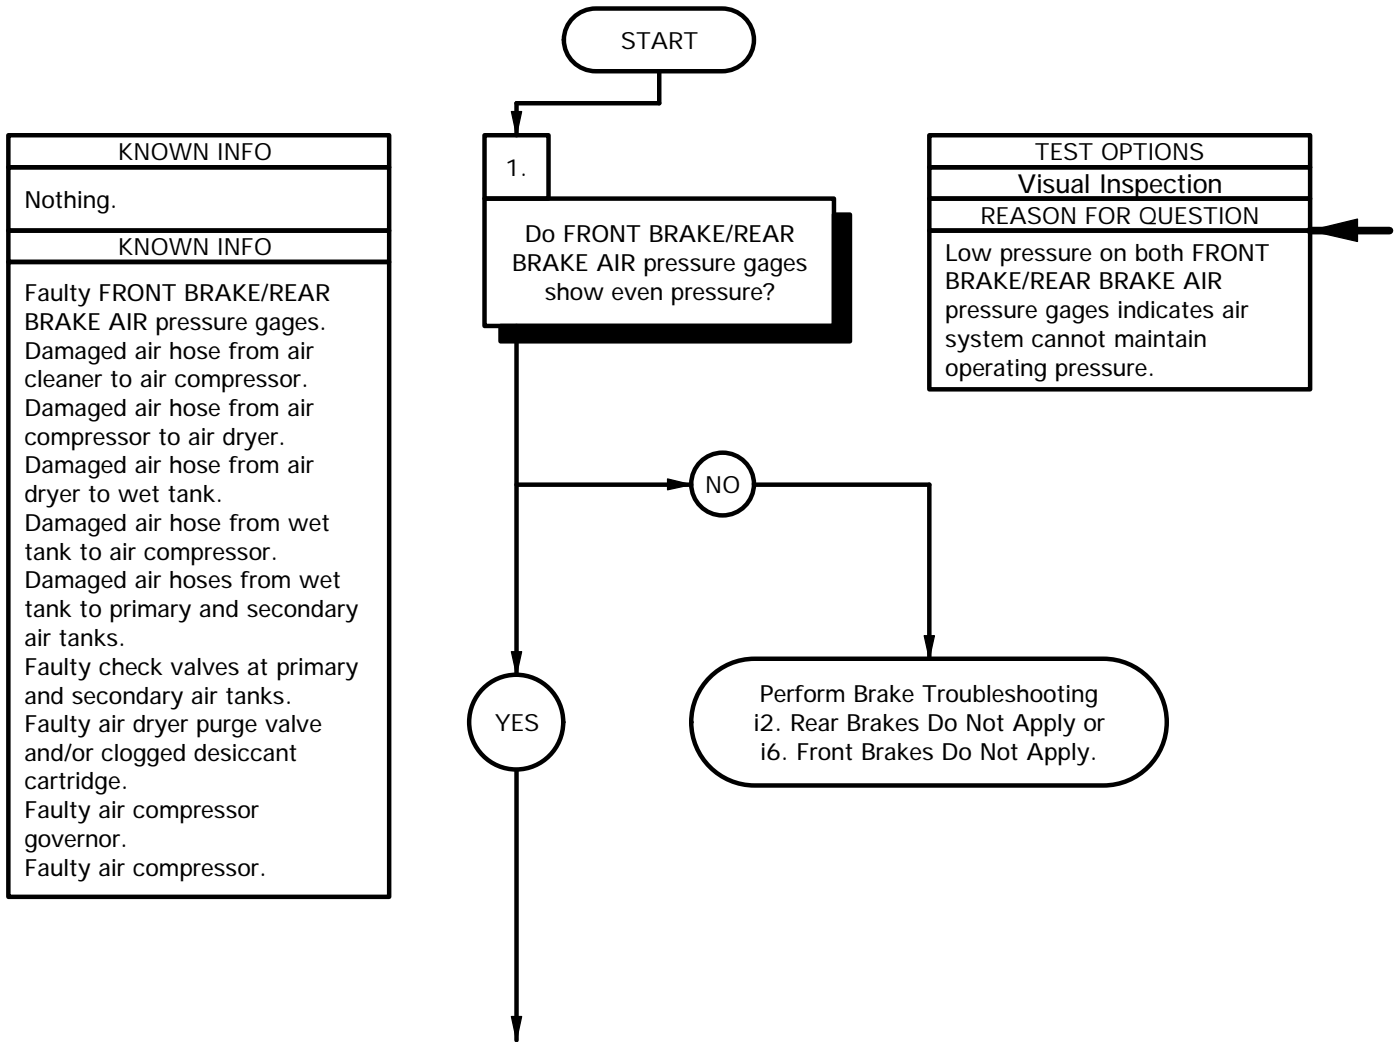 START
KNOWN INFO
Nothing.
KNOWN INFO
Faulty FRONT BRAKE/REAR
BRAKE AIR pressure gages.
Damaged air hose from air
cleaner to air compressor.
Damaged air hose from air
compressor to air dryer.
Damaged air hose from air
dryer to wet tank.
Damaged air hose from wet
tank to air compressor.
Damaged air hoses from wet
tank to primary and secondary
air tanks.
Faulty check valves at primary
and secondary air tanks.
Faulty air dryer purge valve
and/or clogged desiccant
cartridge.
Faulty air compressor
governor.
Faulty air compressor.
1.
Do FRONT BRAKE/REAR
BRAKE AIR pressure gages
show even pressure?
TEST OPTIONS
Visual Inspection
REASON FOR QUESTION
Low pressure on both FRONT
BRAKE/REAR BRAKE AIR
pressure gages indicates air
system cannot maintain
operating pressure.
NO
YES
Perform Brake Troubleshooting
i2. Rear Brakes Do Not Apply or
i6. Front Brakes Do Not Apply.